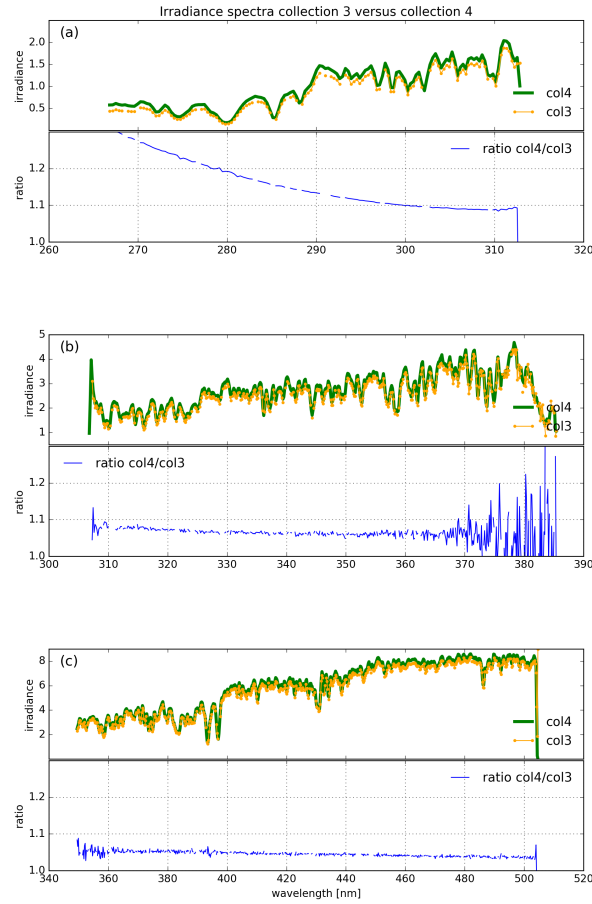 Irradiance spectra collection 3 versus collection 4
(a)
2.0
1.5
1.0
0.5
irradiance
col4
col3
ratio col4/col3
1.2
1.1
1.0
ratio
260 270 280 290 300 310 320
(b)
5
4
3
2
1
irradiance
col4
col3
ratio col4/col3
1.2
1.1
1.0
ratio
300 310 320 330 340 350 360 370 380 390
(c)
8
6
4
2
irradiance
col4
col3
ratio col4/col3
1.2
1.1
1.0
ratio
340 360 380 400 420 440 460 480 500 520
wavelength [nm]